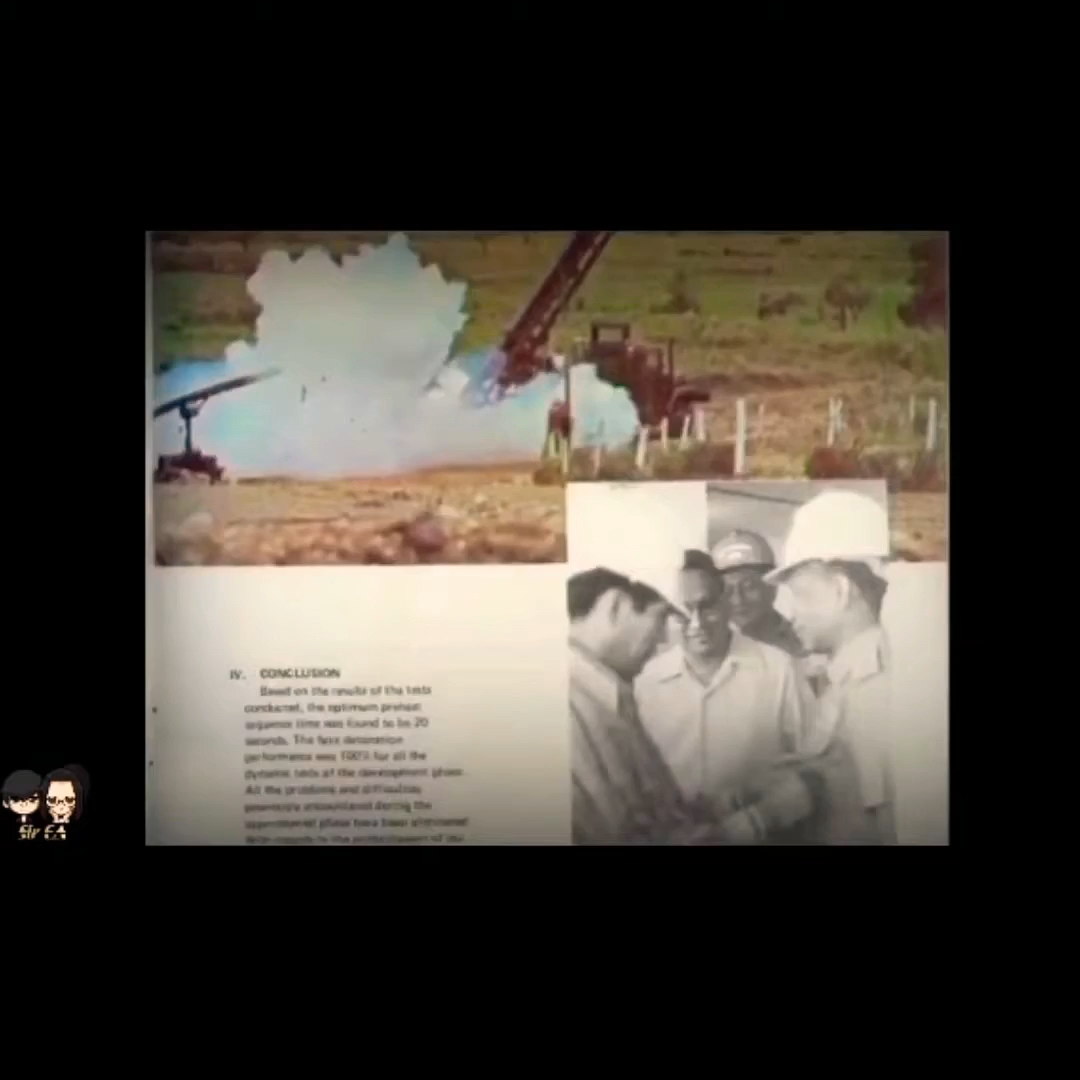 IV. CONCLUSION
Based on the results of the tests
conducted, the optimum preheat
sequence time was found to be 20
seconds. The fuze detonation
performance was 100% for all the
dynamic tests of the development phase.
All the problems and difficulties
previously encountered during the
experimental phase have been eliminated
Sir EA